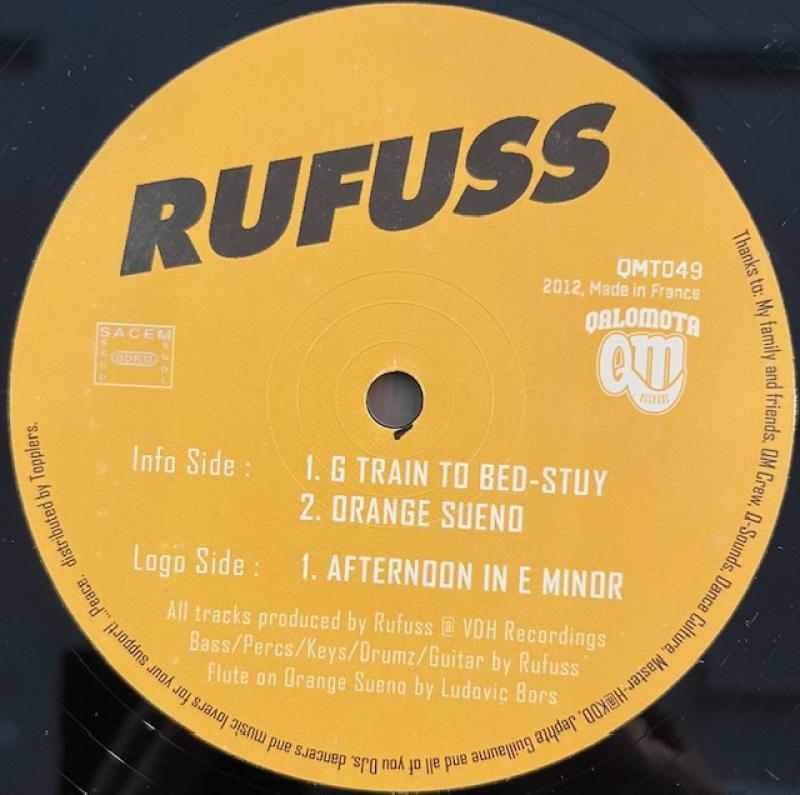 RUFUSS
QMT049
2012, Made in France
QALOMOTA
QM
RECORDS
SACEM
SACD
SDRM
SGDL
Info Side : 1. G TRAIN TO BED-STUY
2. ORANGE SUENO
Logo Side : 1. AFTERNOON IN E MINOR
All tracks produced by Rufuss @ VDH Recordings
Bass/Percs/Keys/Drumz/Guitar by Rufuss
Flute on Orange Sueno by Ludovic Bors
Thanks to: My family and friends, QM Crew, Q-Sounds, Dance Culture, Master-H@KOD, Jephte Guillaume and all of you DJs, dancers and music lovers for your support!...Peace. distributed by Topplers.